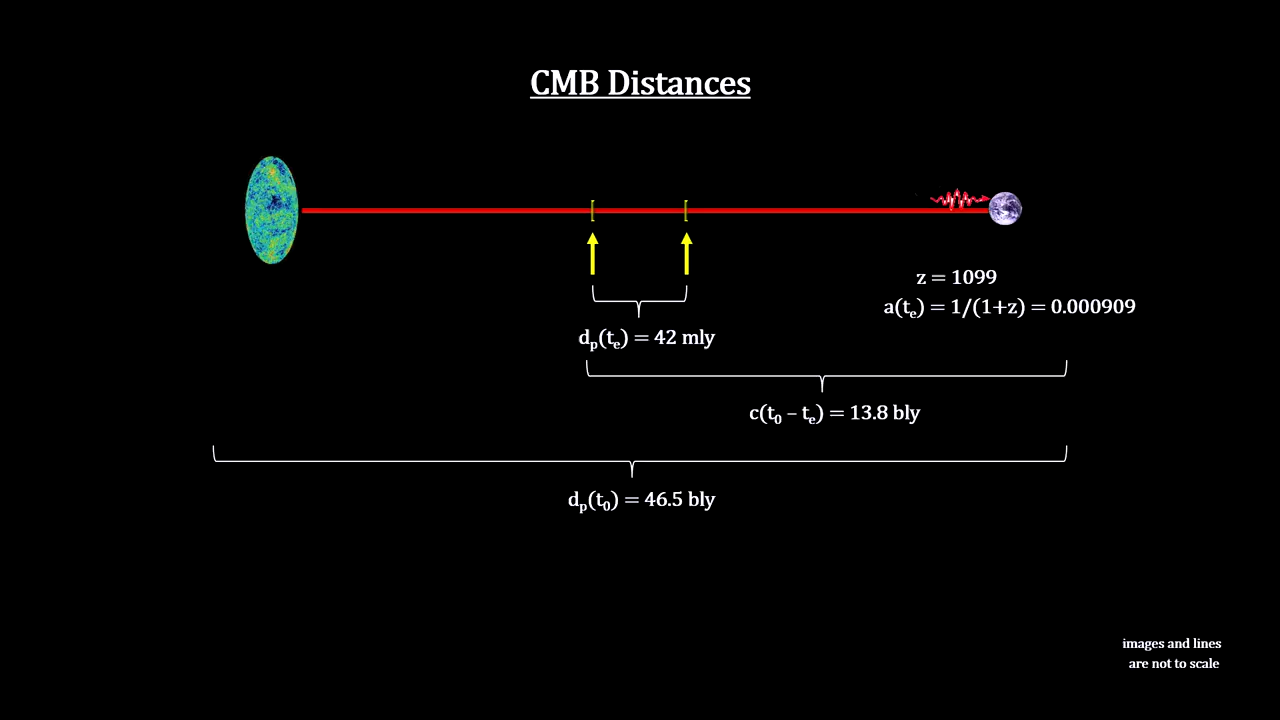 CMB Distances
z = 1099
a(tₑ) = 1/(1+z) = 0.000909
dₚ(tₑ) = 42 mly
c(t₀ – tₑ) = 13.8 bly
dₚ(t₀) = 46.5 bly
images and lines
are not to scale